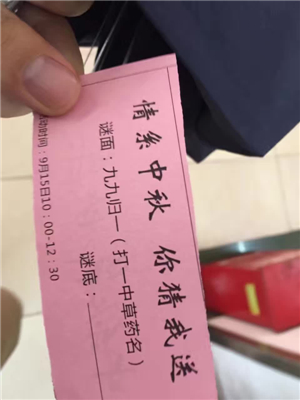 情系中秋 你猜我送
谜面：九九归一（打一中草药名）
谜底：
动时间：9月15日10：00-12：30